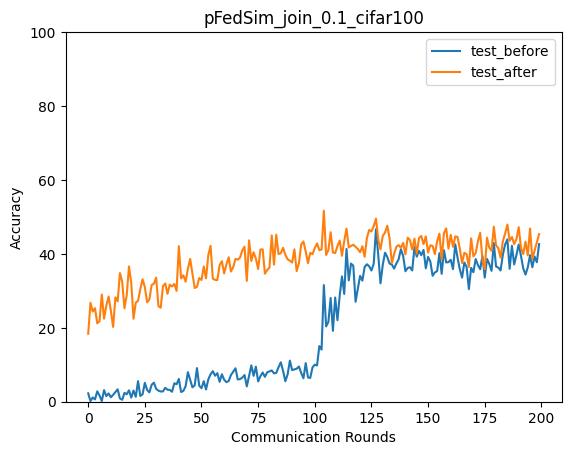 pFedSim_join_0.1_cifar100
test_before
test_after
Accuracy
100
80
60
40
20
0
0 25 50 75 100 125 150 175 200
Communication Rounds